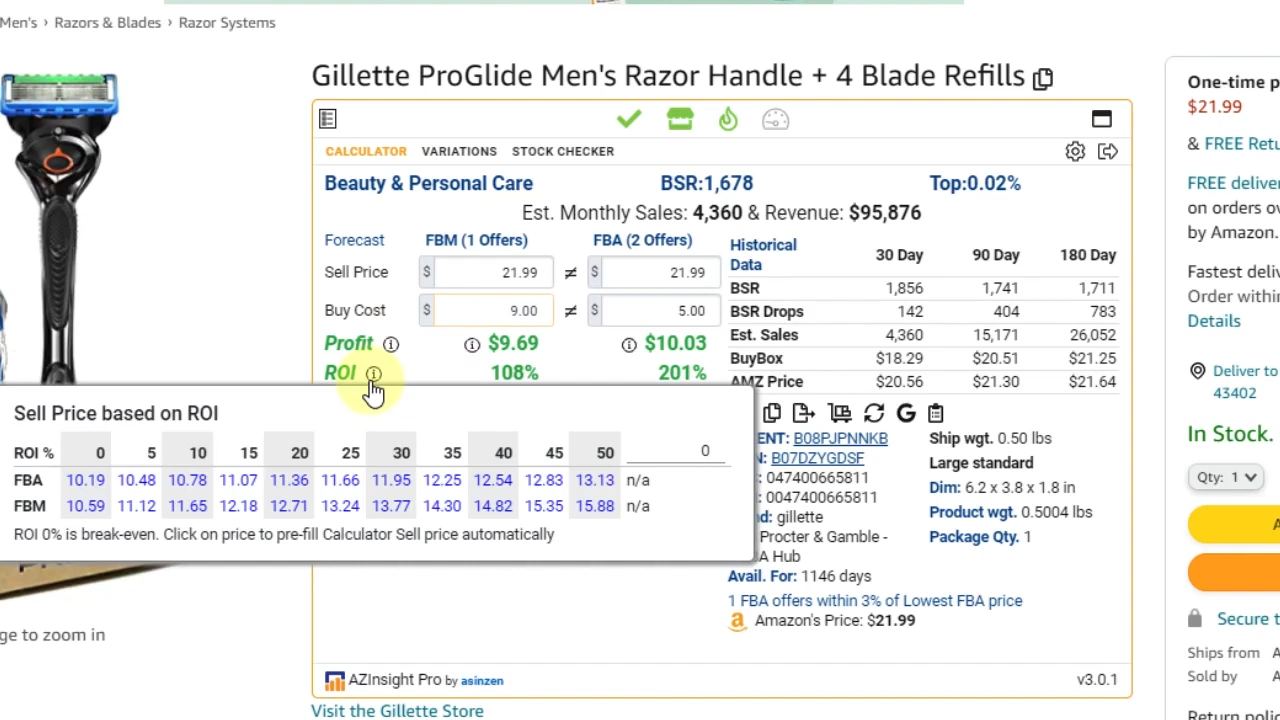 Men's › Razors & Blades › Razor Systems
Gillette ProGlide Men's Razor Handle + 4 Blade Refills
CALCULATOR VARIATIONS STOCK CHECKER
Beauty & Personal Care BSR:1,678 Top:0.02%
Est. Monthly Sales: 4,360 & Revenue: $95,876
Forecast FBM (1 Offers) FBA (2 Offers)
Sell Price $ 21.99 ≠ $ 21.99
Buy Cost $ 9.00 ≠ $ 5.00
Profit $9.69 $10.03
ROI 108% 201%
Historical Data 30 Day 90 Day 180 Day
BSR 1,856 1,741 1,711
BSR Drops 142 404 783
Est. Sales 4,360 15,171 26,052
BuyBox $18.29 $20.51 $21.25
AMZ Price $20.56 $21.30 $21.64
Sell Price based on ROI
ROI % 0 5 10 15 20 25 30 35 40 45 50 0
FBA 10.19 10.48 10.78 11.07 11.36 11.66 11.95 12.25 12.54 12.83 13.13 n/a
FBM 10.59 11.12 11.65 12.18 12.71 13.24 13.77 14.30 14.82 15.35 15.88 n/a
ROI 0% is break-even. Click on price to pre-fill Calculator Sell price automatically
ENT: B08PJPNNKB
N: B07DZYGDSF
: 047400665811
: 0047400665811
nd: gillette
Procter & Gamble -
A Hub
Avail. For: 1146 days
Ship wgt. 0.50 lbs
Large standard
Dim: 6.2 x 3.8 x 1.8 in
Product wgt. 0.5004 lbs
Package Qty. 1
1 FBA offers within 3% of Lowest FBA price
a Amazon's Price: $21.99
AZInsight Pro by asinzen v3.0.1
Visit the Gillette Store
ge to zoom in
One-time p
$21.99
& FREE Retu
FREE deliver
on orders ov
by Amazon.
Fastest deliv
Order within
Details
Deliver to
43402
In Stock.
Qty: 1
A
Secure t
Ships from A
Sold by A
Return polic